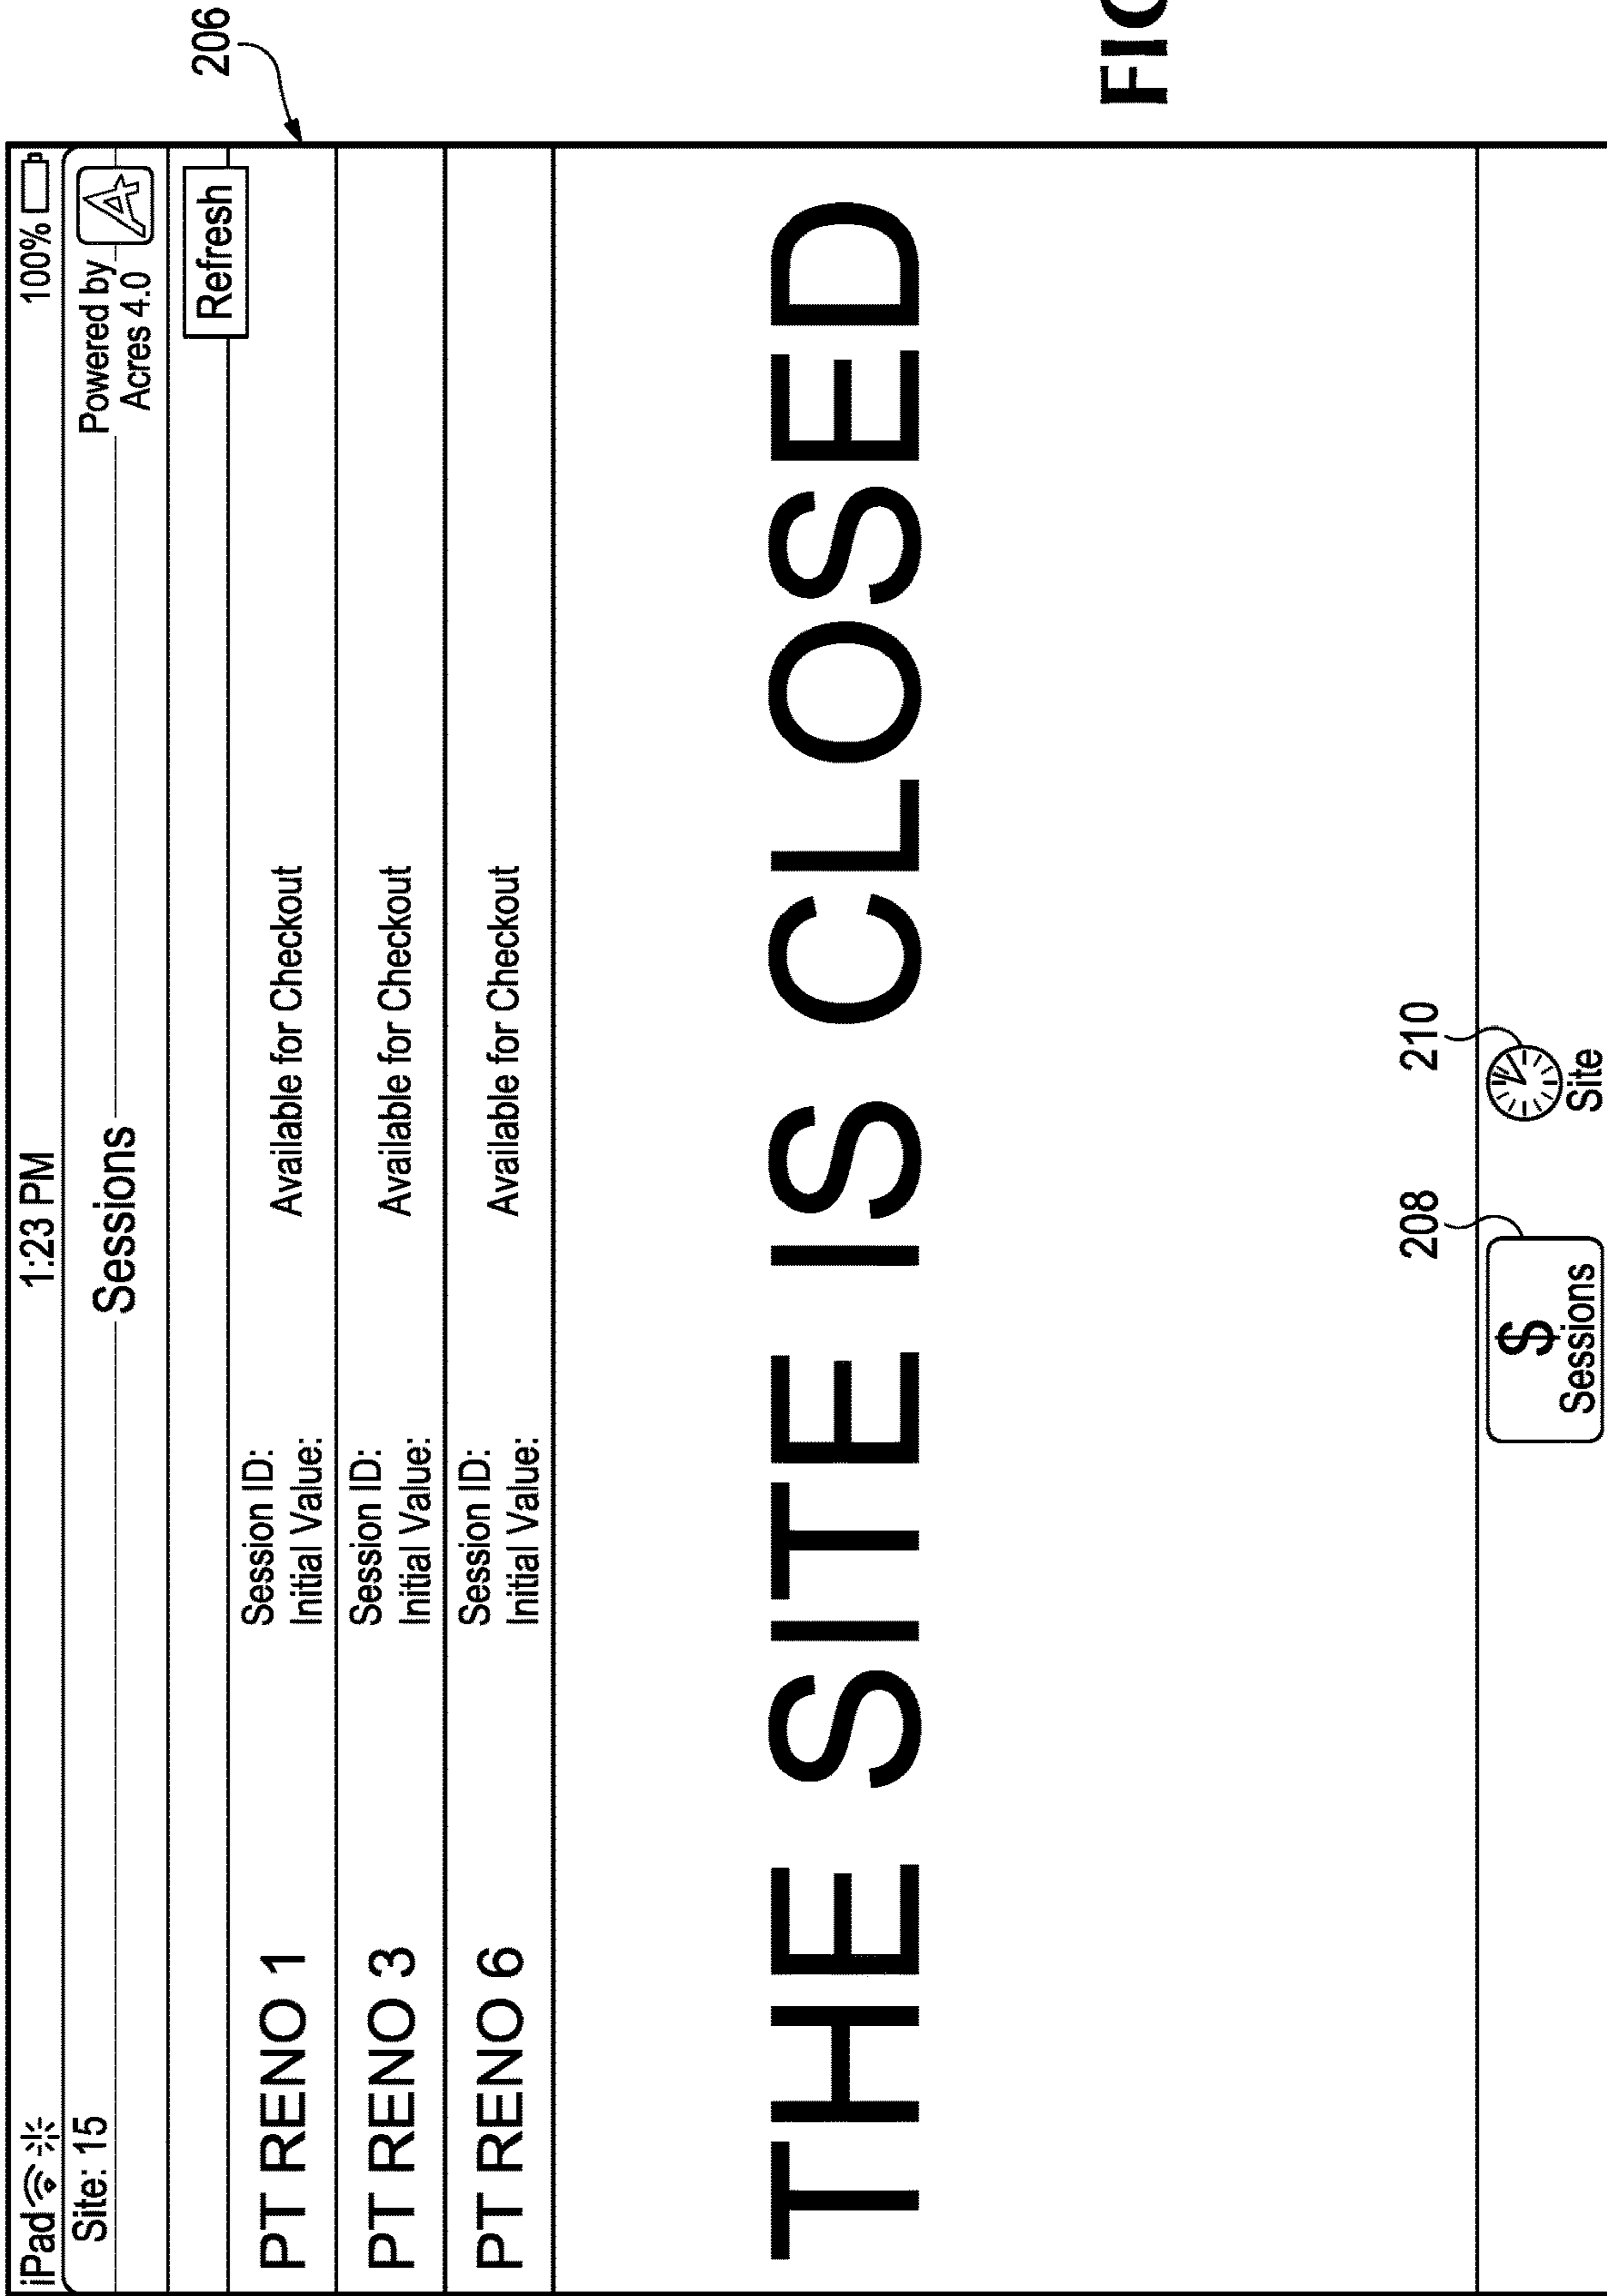 iPad 1:23 PM 100%
Site: 15 Sessions Powered by
Acres 4.0
Refresh
206
PT RENO 1 Session ID: Available for Checkout
Initial Value:
PT RENO 3 Session ID: Available for Checkout
Initial Value:
PT RENO 6 Session ID: Available for Checkout
Initial Value:
THE SITE IS CLOSED
208 210
$
Sessions Site